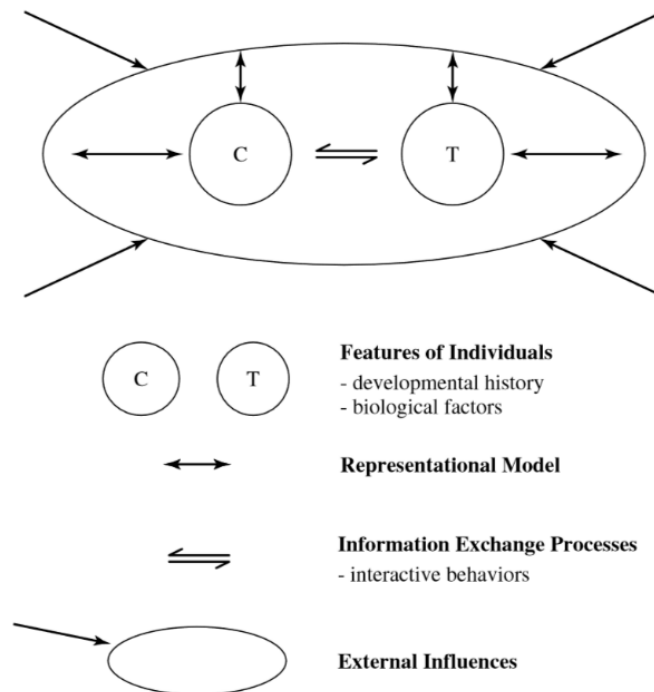 C
T
C
T
Features of Individuals
- developmental history
- biological factors
Representational Model
Information Exchange Processes
- interactive behaviors
External Influences